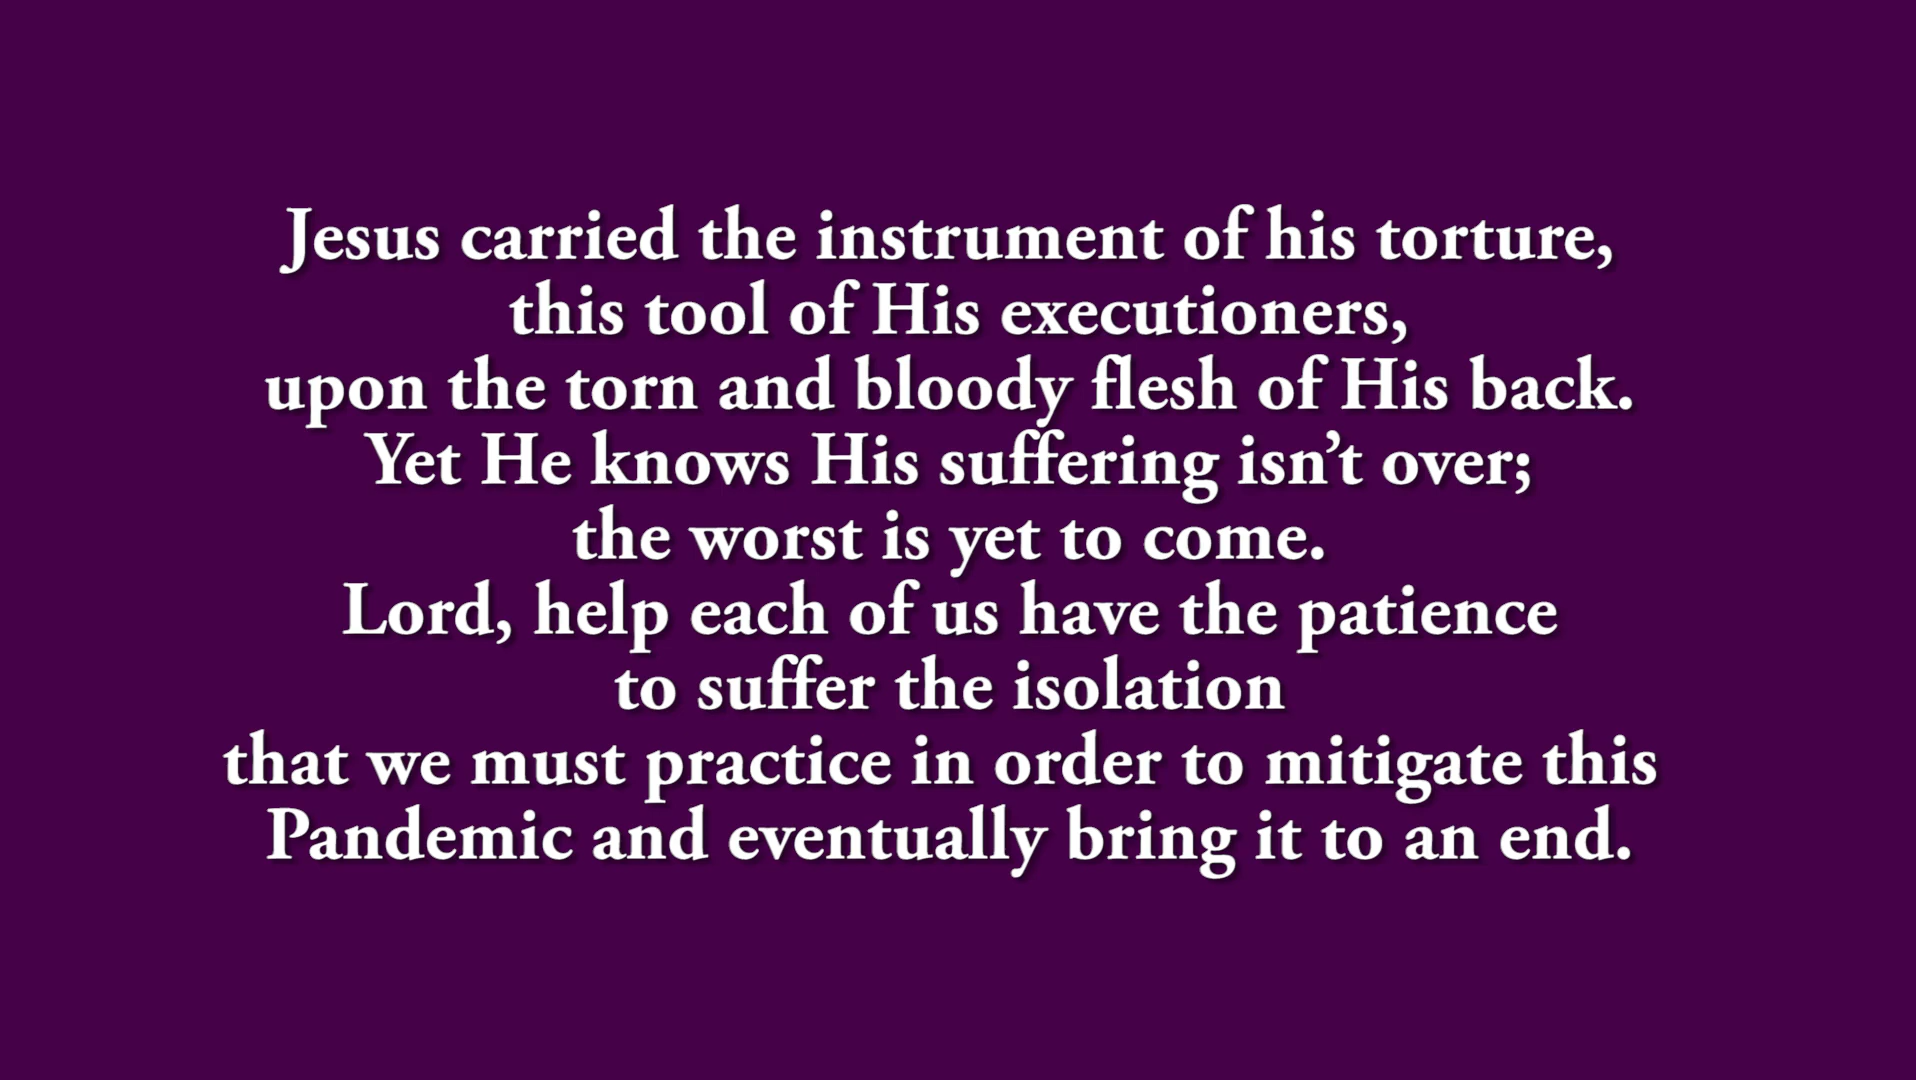 Jesus carried the instrument of his torture,
this tool of His executioners,
upon the torn and bloody flesh of His back.
Yet He knows His suffering isn’t over;
the worst is yet to come.
Lord, help each of us have the patience
to suffer the isolation
that we must practice in order to mitigate this
Pandemic and eventually bring it to an end.